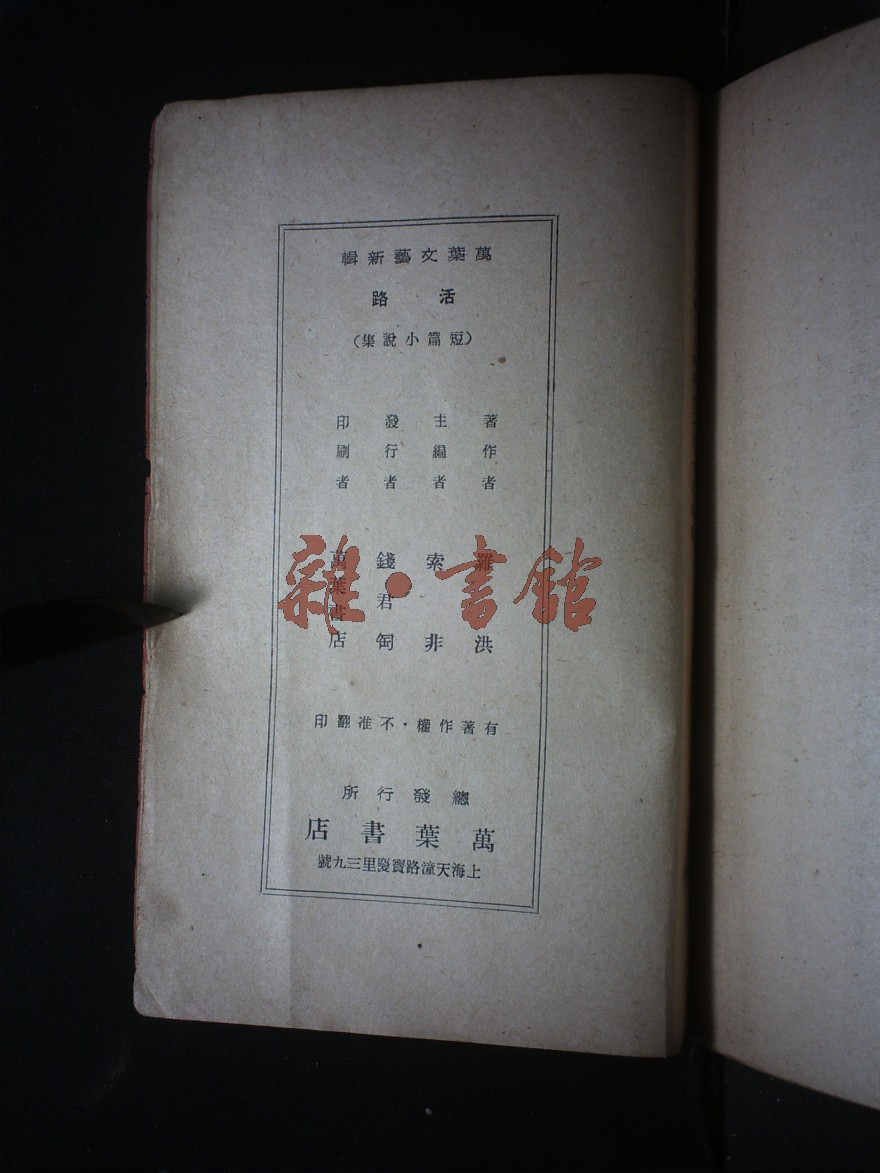 萬葉文藝新輯
活路
(短篇小說集)
著作者 羅洪
主編者 索非
發行者 錢君匋
印刷者 萬葉書店
有著作權·不准翻印
總發行所
萬葉書店
上海天潼路寶慶里三九號
雜·書館